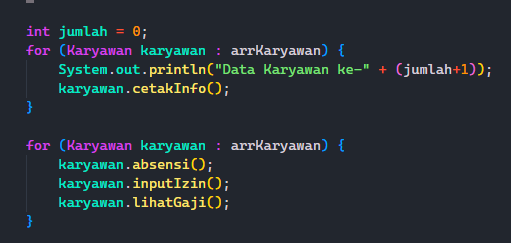 int jumlah = 0;
for (Karyawan karyawan : arrKaryawan) {
    System.out.println("Data Karyawan ke-" + (jumlah+1));
    karyawan.cetakInfo();
}

for (Karyawan karyawan : arrKaryawan) {
    karyawan.absensi();
    karyawan.inputIzin();
    karyawan.lihatGaji();
}